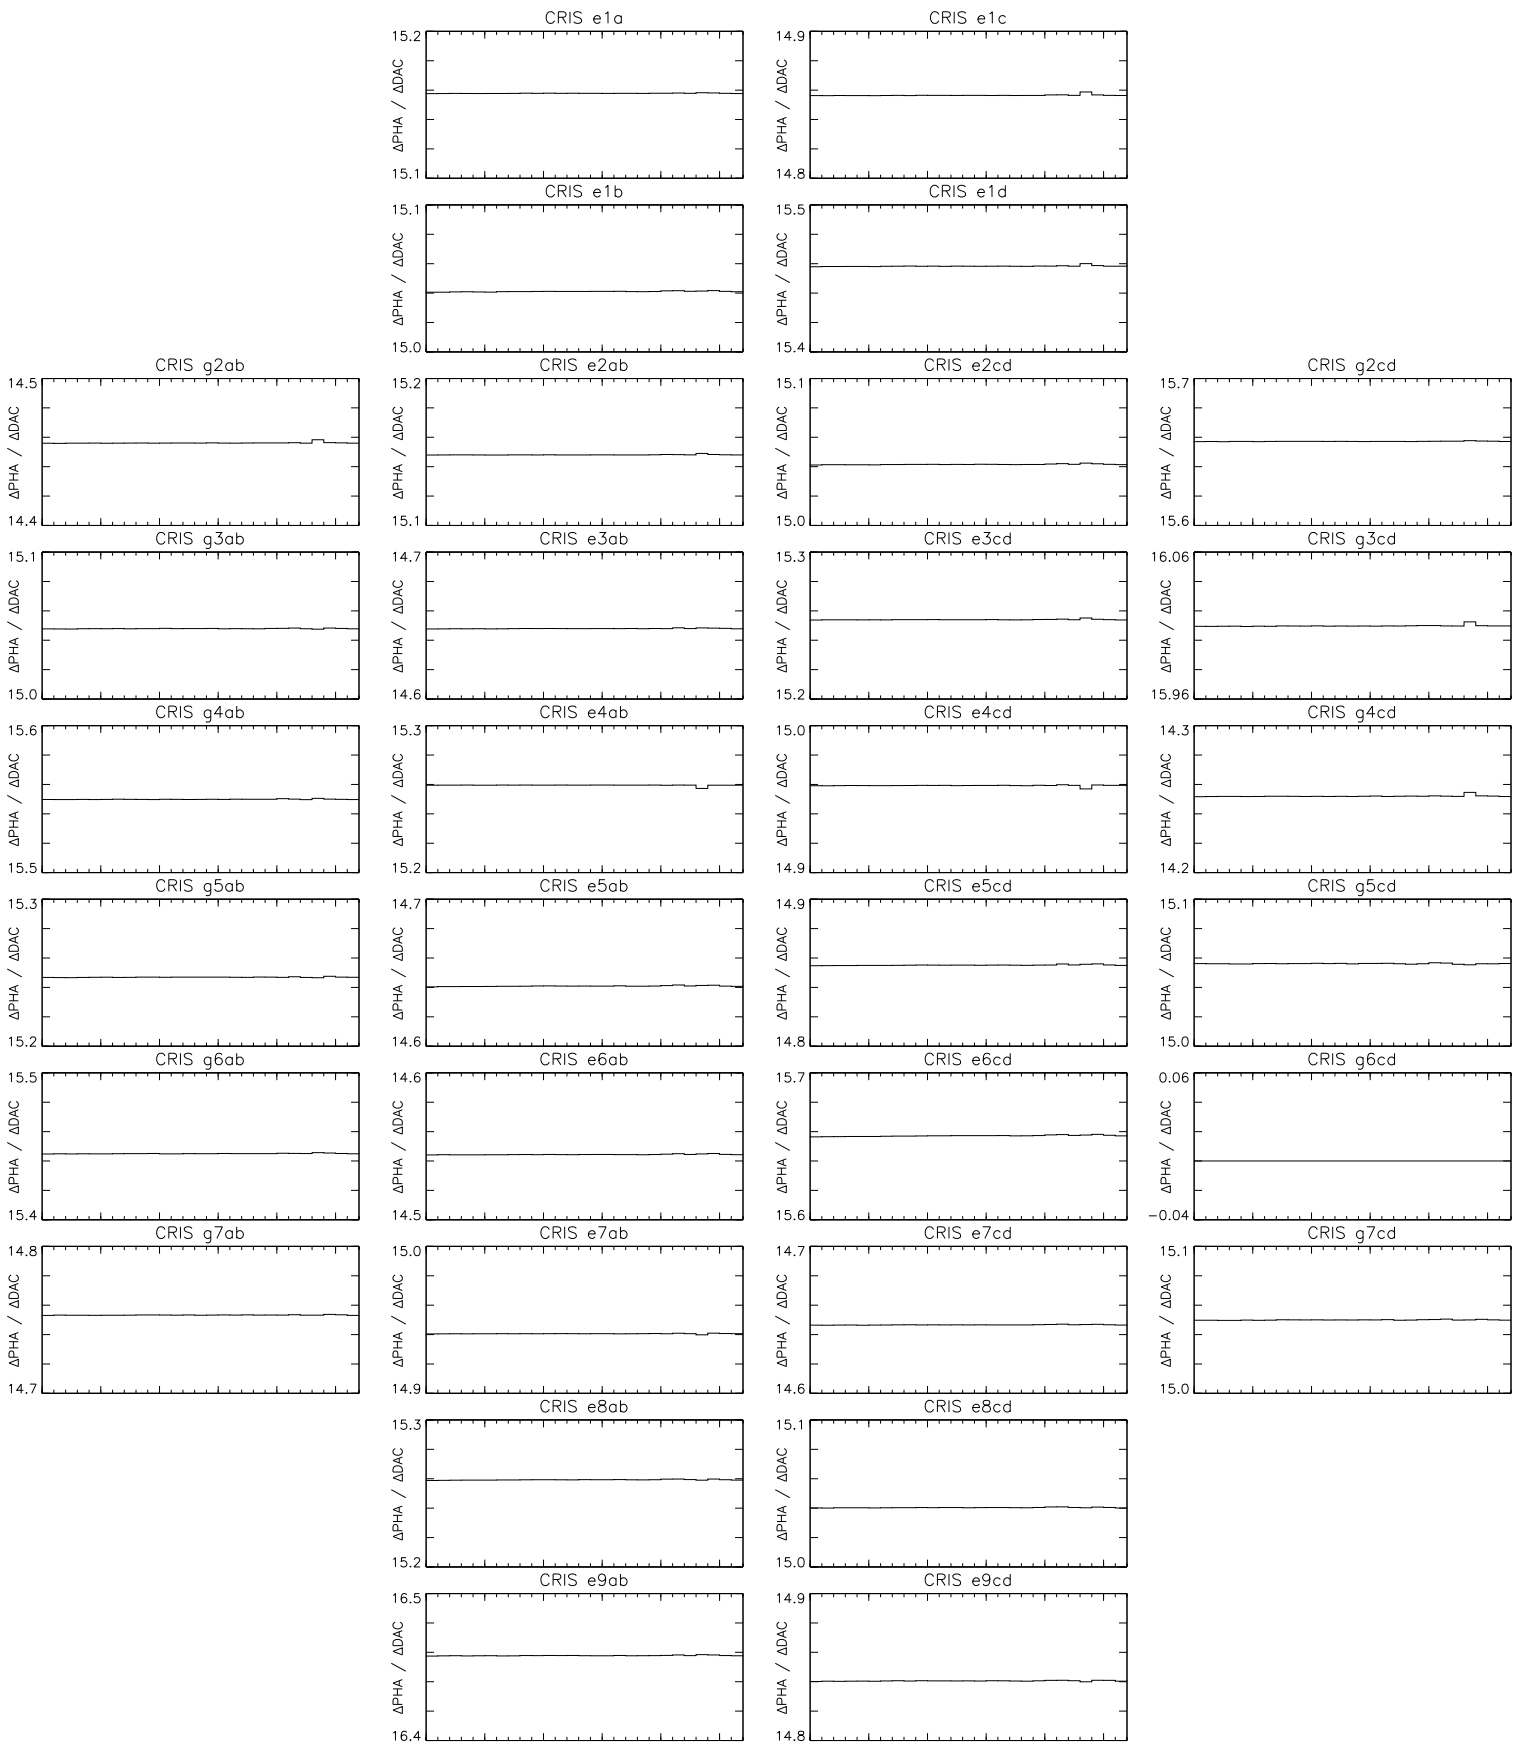 CRIS e1a
15.2
ΔPHA / ΔDAC
15.1
CRIS e1c
14.9
ΔPHA / ΔDAC
14.8
CRIS e1b
15.1
ΔPHA / ΔDAC
15.0
CRIS e1d
15.5
ΔPHA / ΔDAC
15.4
CRIS g2ab
14.5
ΔPHA / ΔDAC
14.4
CRIS e2ab
15.2
ΔPHA / ΔDAC
15.1
CRIS e2cd
15.1
ΔPHA / ΔDAC
15.0
CRIS g2cd
15.7
ΔPHA / ΔDAC
15.6
CRIS g3ab
15.1
ΔPHA / ΔDAC
15.0
CRIS e3ab
14.7
ΔPHA / ΔDAC
14.6
CRIS e3cd
15.3
ΔPHA / ΔDAC
15.2
CRIS g3cd
16.06
ΔPHA / ΔDAC
15.96
CRIS g4ab
15.6
ΔPHA / ΔDAC
15.5
CRIS e4ab
15.3
ΔPHA / ΔDAC
15.2
CRIS e4cd
15.0
ΔPHA / ΔDAC
14.9
CRIS g4cd
14.3
ΔPHA / ΔDAC
14.2
CRIS g5ab
15.3
ΔPHA / ΔDAC
15.2
CRIS e5ab
14.7
ΔPHA / ΔDAC
14.6
CRIS e5cd
14.9
ΔPHA / ΔDAC
14.8
CRIS g5cd
15.1
ΔPHA / ΔDAC
15.0
CRIS g6ab
15.5
ΔPHA / ΔDAC
15.4
CRIS e6ab
14.6
ΔPHA / ΔDAC
14.5
CRIS e6cd
15.7
ΔPHA / ΔDAC
15.6
CRIS g6cd
0.06
ΔPHA / ΔDAC
−0.04
CRIS g7ab
14.8
ΔPHA / ΔDAC
14.7
CRIS e7ab
15.0
ΔPHA / ΔDAC
14.9
CRIS e7cd
14.7
ΔPHA / ΔDAC
14.6
CRIS g7cd
15.1
ΔPHA / ΔDAC
15.0
CRIS e8ab
15.3
ΔPHA / ΔDAC
15.2
CRIS e8cd
15.1
ΔPHA / ΔDAC
15.0
CRIS e9ab
16.5
ΔPHA / ΔDAC
16.4
CRIS e9cd
14.9
ΔPHA / ΔDAC
14.8